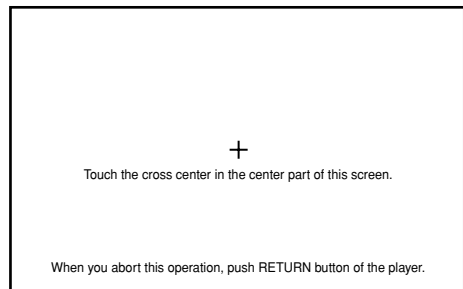 Touch the cross center in the center part of this screen.
When you abort this operation, push RETURN button of the player.